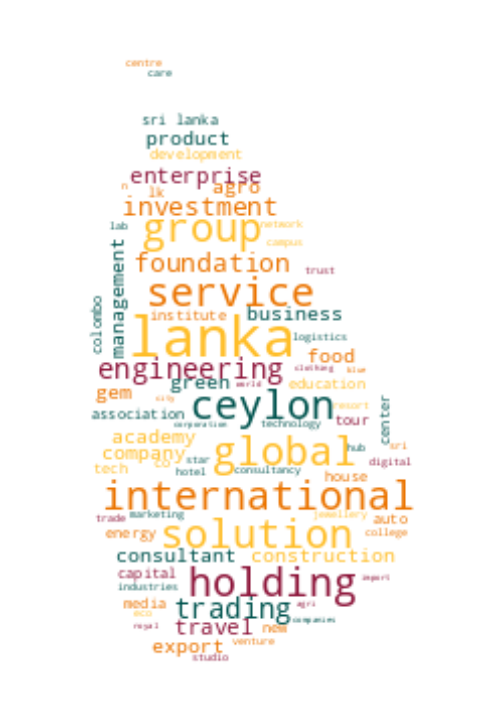 centre
care
sri lanka
product
development
enterprise
n
lk
agro
investment
lab
group
network
campus
management
foundation
trust
service
colombo
institute
business
lanka
logistics
food
engineering
clothing
blue
green
world
education
gem
city
ceylon
resort
association
corporation
technology
tour
center
academy
company
global
hub
sri
tech
co
star
consultancy
digital
hotel
house
international
trade
marketing
jewellery
auto
energy
solution
college
consultant
construction
capital
holding
import
industries
media
trading
agri
eco
companies
royal
travel
new
export
venture
studio